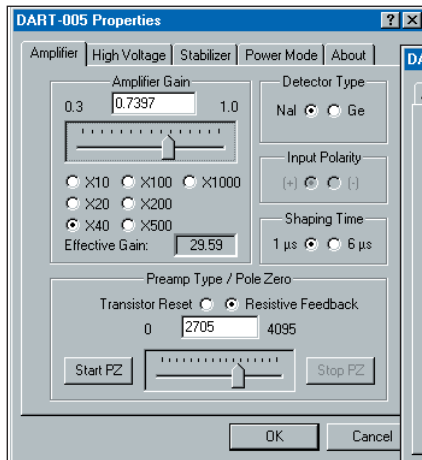 DART-005 Properties
Amplifier High Voltage Stabilizer Power Mode About
Amplifier Gain
0.3 0.7397 1.0
X10 X100 X1000
X20 X200
X40 X500
Effective Gain: 29.59
Detector Type
NaI Ge
Input Polarity
(+) (-)
Shaping Time
1 µs 6 µs
Preamp Type / Pole Zero
Transistor Reset Resistive Feedback
0 2705 4095
Start PZ Stop PZ
OK Cancel
DA